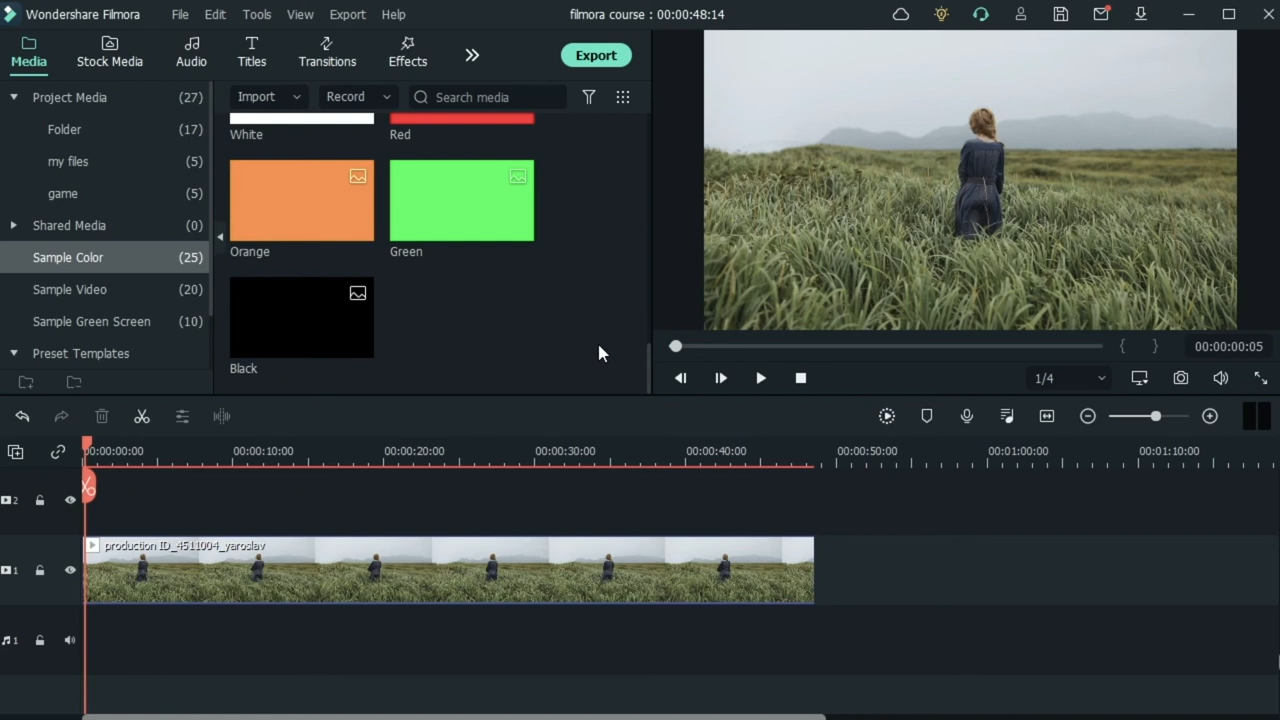 Wondershare Filmora File Edit Tools View Export Help filmora course : 00:00:48:14
Media Stock Media Audio Titles Transitions Effects Export
Project Media (27)
Folder (17)
my files (5)
game (5)
Shared Media (0)
Sample Color (25)
Sample Video (20)
Sample Green Screen (10)
Preset Templates
Import Record Search media
White Red
Orange Green
Black
00:00:00:05
1/4
00:00:00:00 00:00:10:00 00:00:20:00 00:00:30:00 00:00:40:00 00:00:50:00 00:01:00:00 00:01:10:00
2
production ID_4511004_yaroslav
1
1